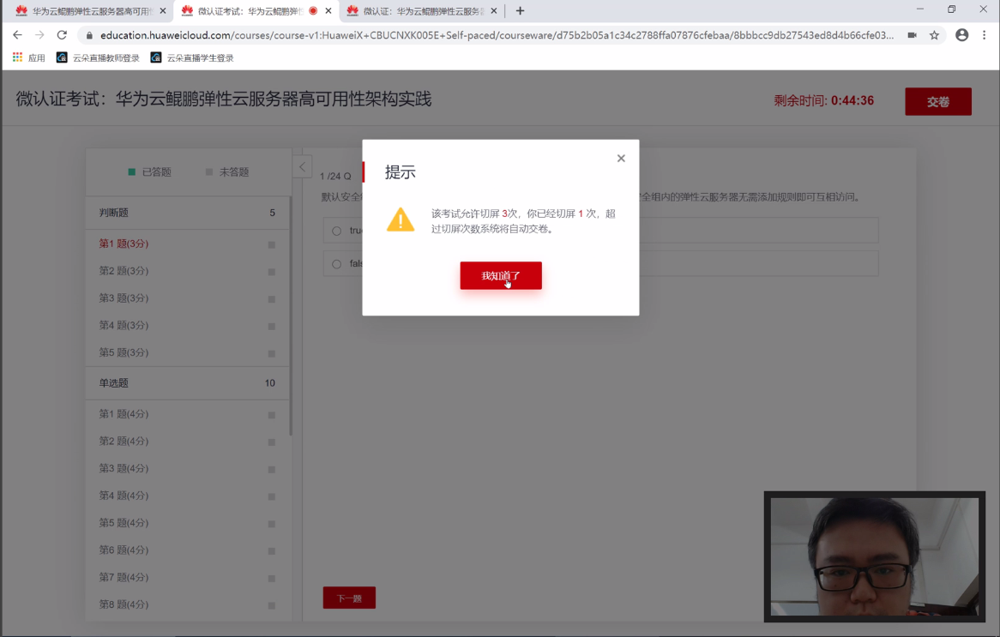 华为云鲲鹏弹性云服务器高可用
微认证考试：华为云鲲鹏弹性
微认证：华为云鲲鹏弹性云服务器
education.huaweicloud.com/courses/course-v1:HuaweiX+CBUCNXK005E+Self-paced/courseware/d75b2b05a1c34c2788ffa07876cfebaa/8bbbcc9db27543ed8d4b66cfe03...
应用
云朵直播教师登录
云朵直播学生登录
微认证考试：华为云鲲鹏弹性云服务器高可用性架构实践
剩余时间: 0:44:36
交卷
已答题
未答题
判断题 5
第1 题(3分)
第2 题(3分)
第3 题(3分)
第4 题(3分)
第5 题(3分)
单选题 10
第1 题(4分)
第2 题(4分)
第3 题(4分)
第4 题(4分)
第5 题(4分)
第6 题(4分)
第7 题(4分)
第8 题(4分)
1 /24 Q
默认安全
全组内的弹性云服务器无需添加规则即可互相访问。
提示
该考试允许切屏 3次，你已经切屏 1 次，超
过切屏次数系统将自动交卷。
我知道了
下一题